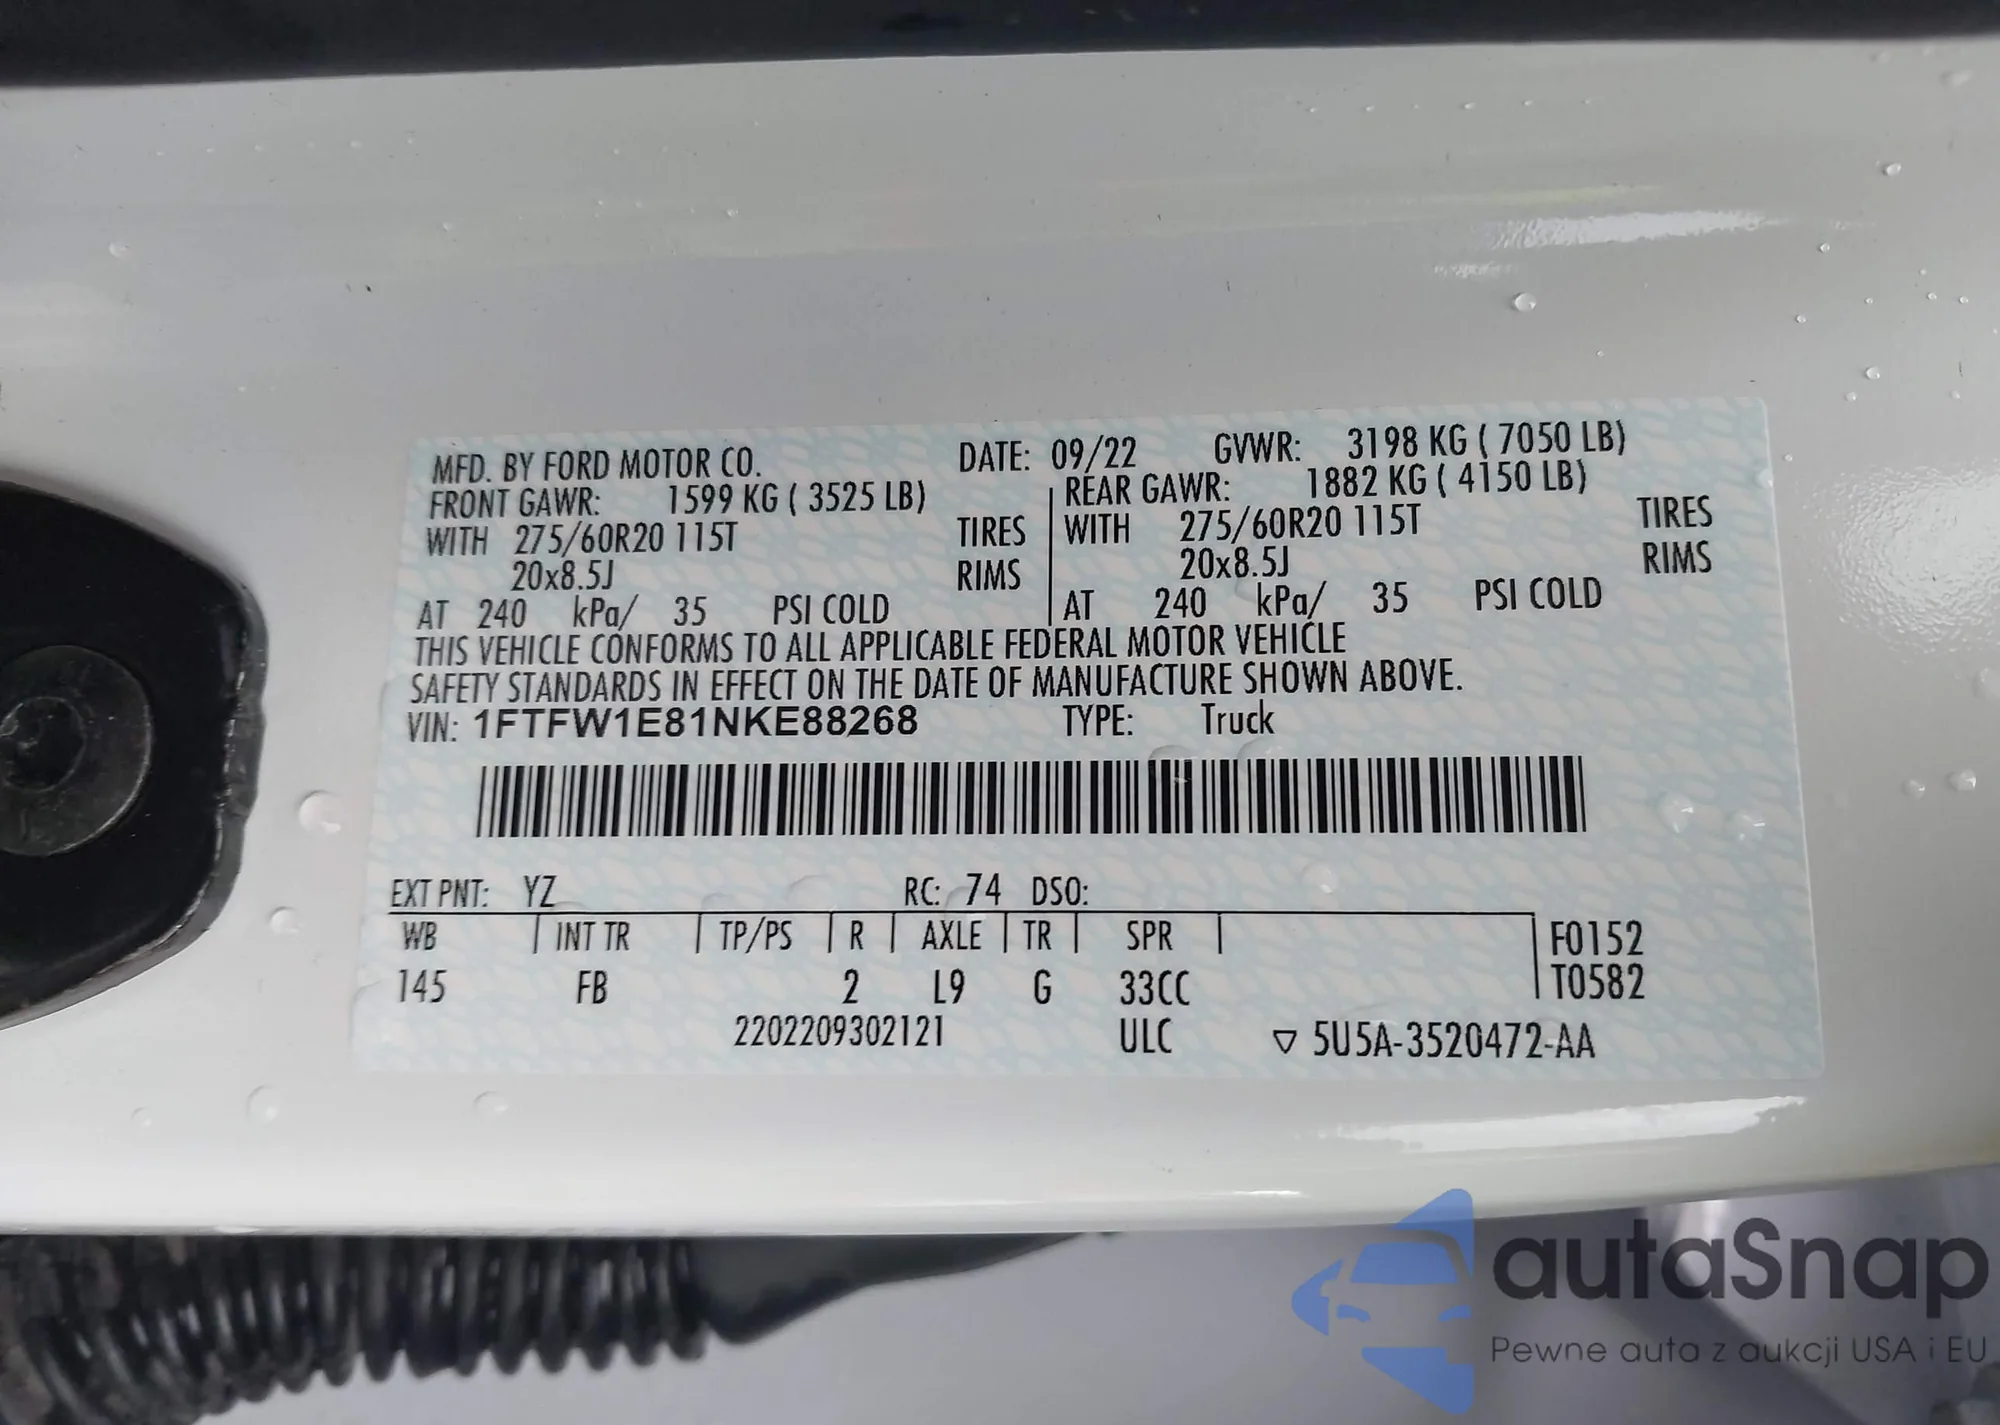 MFD. BY FORD MOTOR CO. DATE: 09/22 GVWR: 3198 KG ( 7050 LB)
FRONT GAWR: 1599 KG ( 3525 LB) REAR GAWR: 1882 KG ( 4150 LB)
WITH 275/60R20 115T TIRES WITH 275/60R20 115T TIRES
20x8.5J RIMS 20x8.5J RIMS
AT 240 kPa/ 35 PSI COLD AT 240 kPa/ 35 PSI COLD
THIS VEHICLE CONFORMS TO ALL APPLICABLE FEDERAL MOTOR VEHICLE
SAFETY STANDARDS IN EFFECT ON THE DATE OF MANUFACTURE SHOWN ABOVE.
VIN: 1FTFW1E81NKE88268 TYPE: Truck
EXT PNT: YZ RC: 74 DSO:
WB INT TR TP/PS R AXLE TR SPR F0152
145 FB 2 L9 G 33CC T0582
2202209302121 ULC ▽ 5U5A-3520472-AA
autaSnap
Pewne auta z aukcji USA i EU